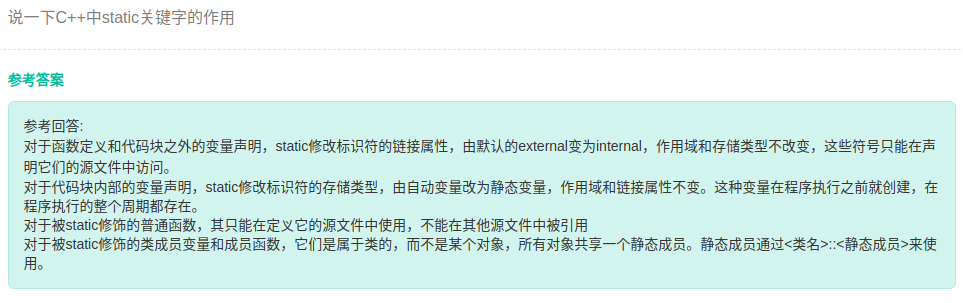 说一下C++中static关键字的作用
参考答案
参考回答:
对于函数定义和代码块之外的变量声明，static修改标识符的链接属性，由默认的external变为internal，作用域和存储类型不改变，这些符号只能在声
明它们的源文件中访问。
对于代码块内部的变量声明，static修改标识符的存储类型，由自动变量改为静态变量，作用域和链接属性不变。这种变量在程序执行之前就创建，在
程序执行的整个周期都存在。
对于被static修饰的普通函数，其只能在定义它的源文件中使用，不能在其他源文件中被引用
对于被static修饰的类成员变量和成员函数，它们是属于类的，而不是某个对象，所有对象共享一个静态成员。静态成员通过<类名>::<静态成员>来使
用。